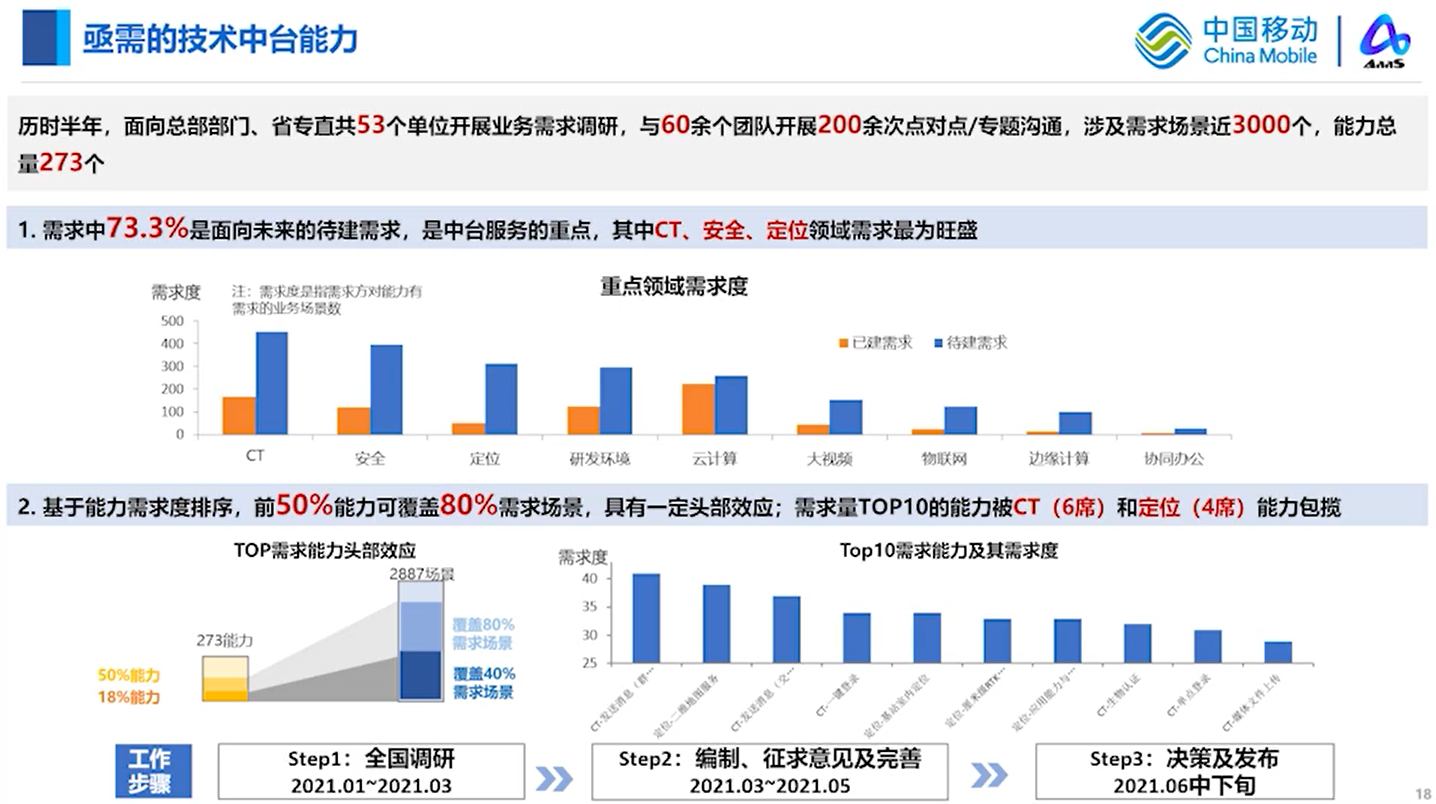 亟需的技术中台能力
中国移动
China Mobile
AaaS
历时半年，面向总部部门、省专直共53个单位开展业务需求调研，与60余个团队开展200余次点对点/专题沟通，涉及需求场景近3000个，能力总
量273个
1. 需求中73.3%是面向未来的待建需求，是中台服务的重点，其中CT、安全、定位领域需求最为旺盛
重点领域需求度
需求度
注：需求度是指需求方对能力有
需求的业务场景数
已建需求
待建需求
500
400
300
200
100
0
CT
安全
定位
研发环境
云计算
大视频
物联网
边缘计算
协同办公
2. 基于能力需求度排序，前50%能力可覆盖80%需求场景，具有一定头部效应；需求量TOP10的能力被CT（6席）和定位（4席）能力包揽
TOP需求能力头部效应
2887场景
273能力
50%能力
18%能力
覆盖80%
需求场景
覆盖40%
需求场景
Top10需求能力及其需求度
需求度
40
35
30
25
CT-发送消息（群…
定位-二维地图服务
CT-发送消息（交…
CT-一键登录
定位-基站室内定位
定位-厘米级RTK…
定位-应用能力与…
CT-生物认证
CT-单点登录
CT-媒体文件上传
工作
步骤
Step1：全国调研
2021.01~2021.03
Step2：编制、征求意见及完善
2021.03~2021.05
Step3：决策及发布
2021.06中下旬
18